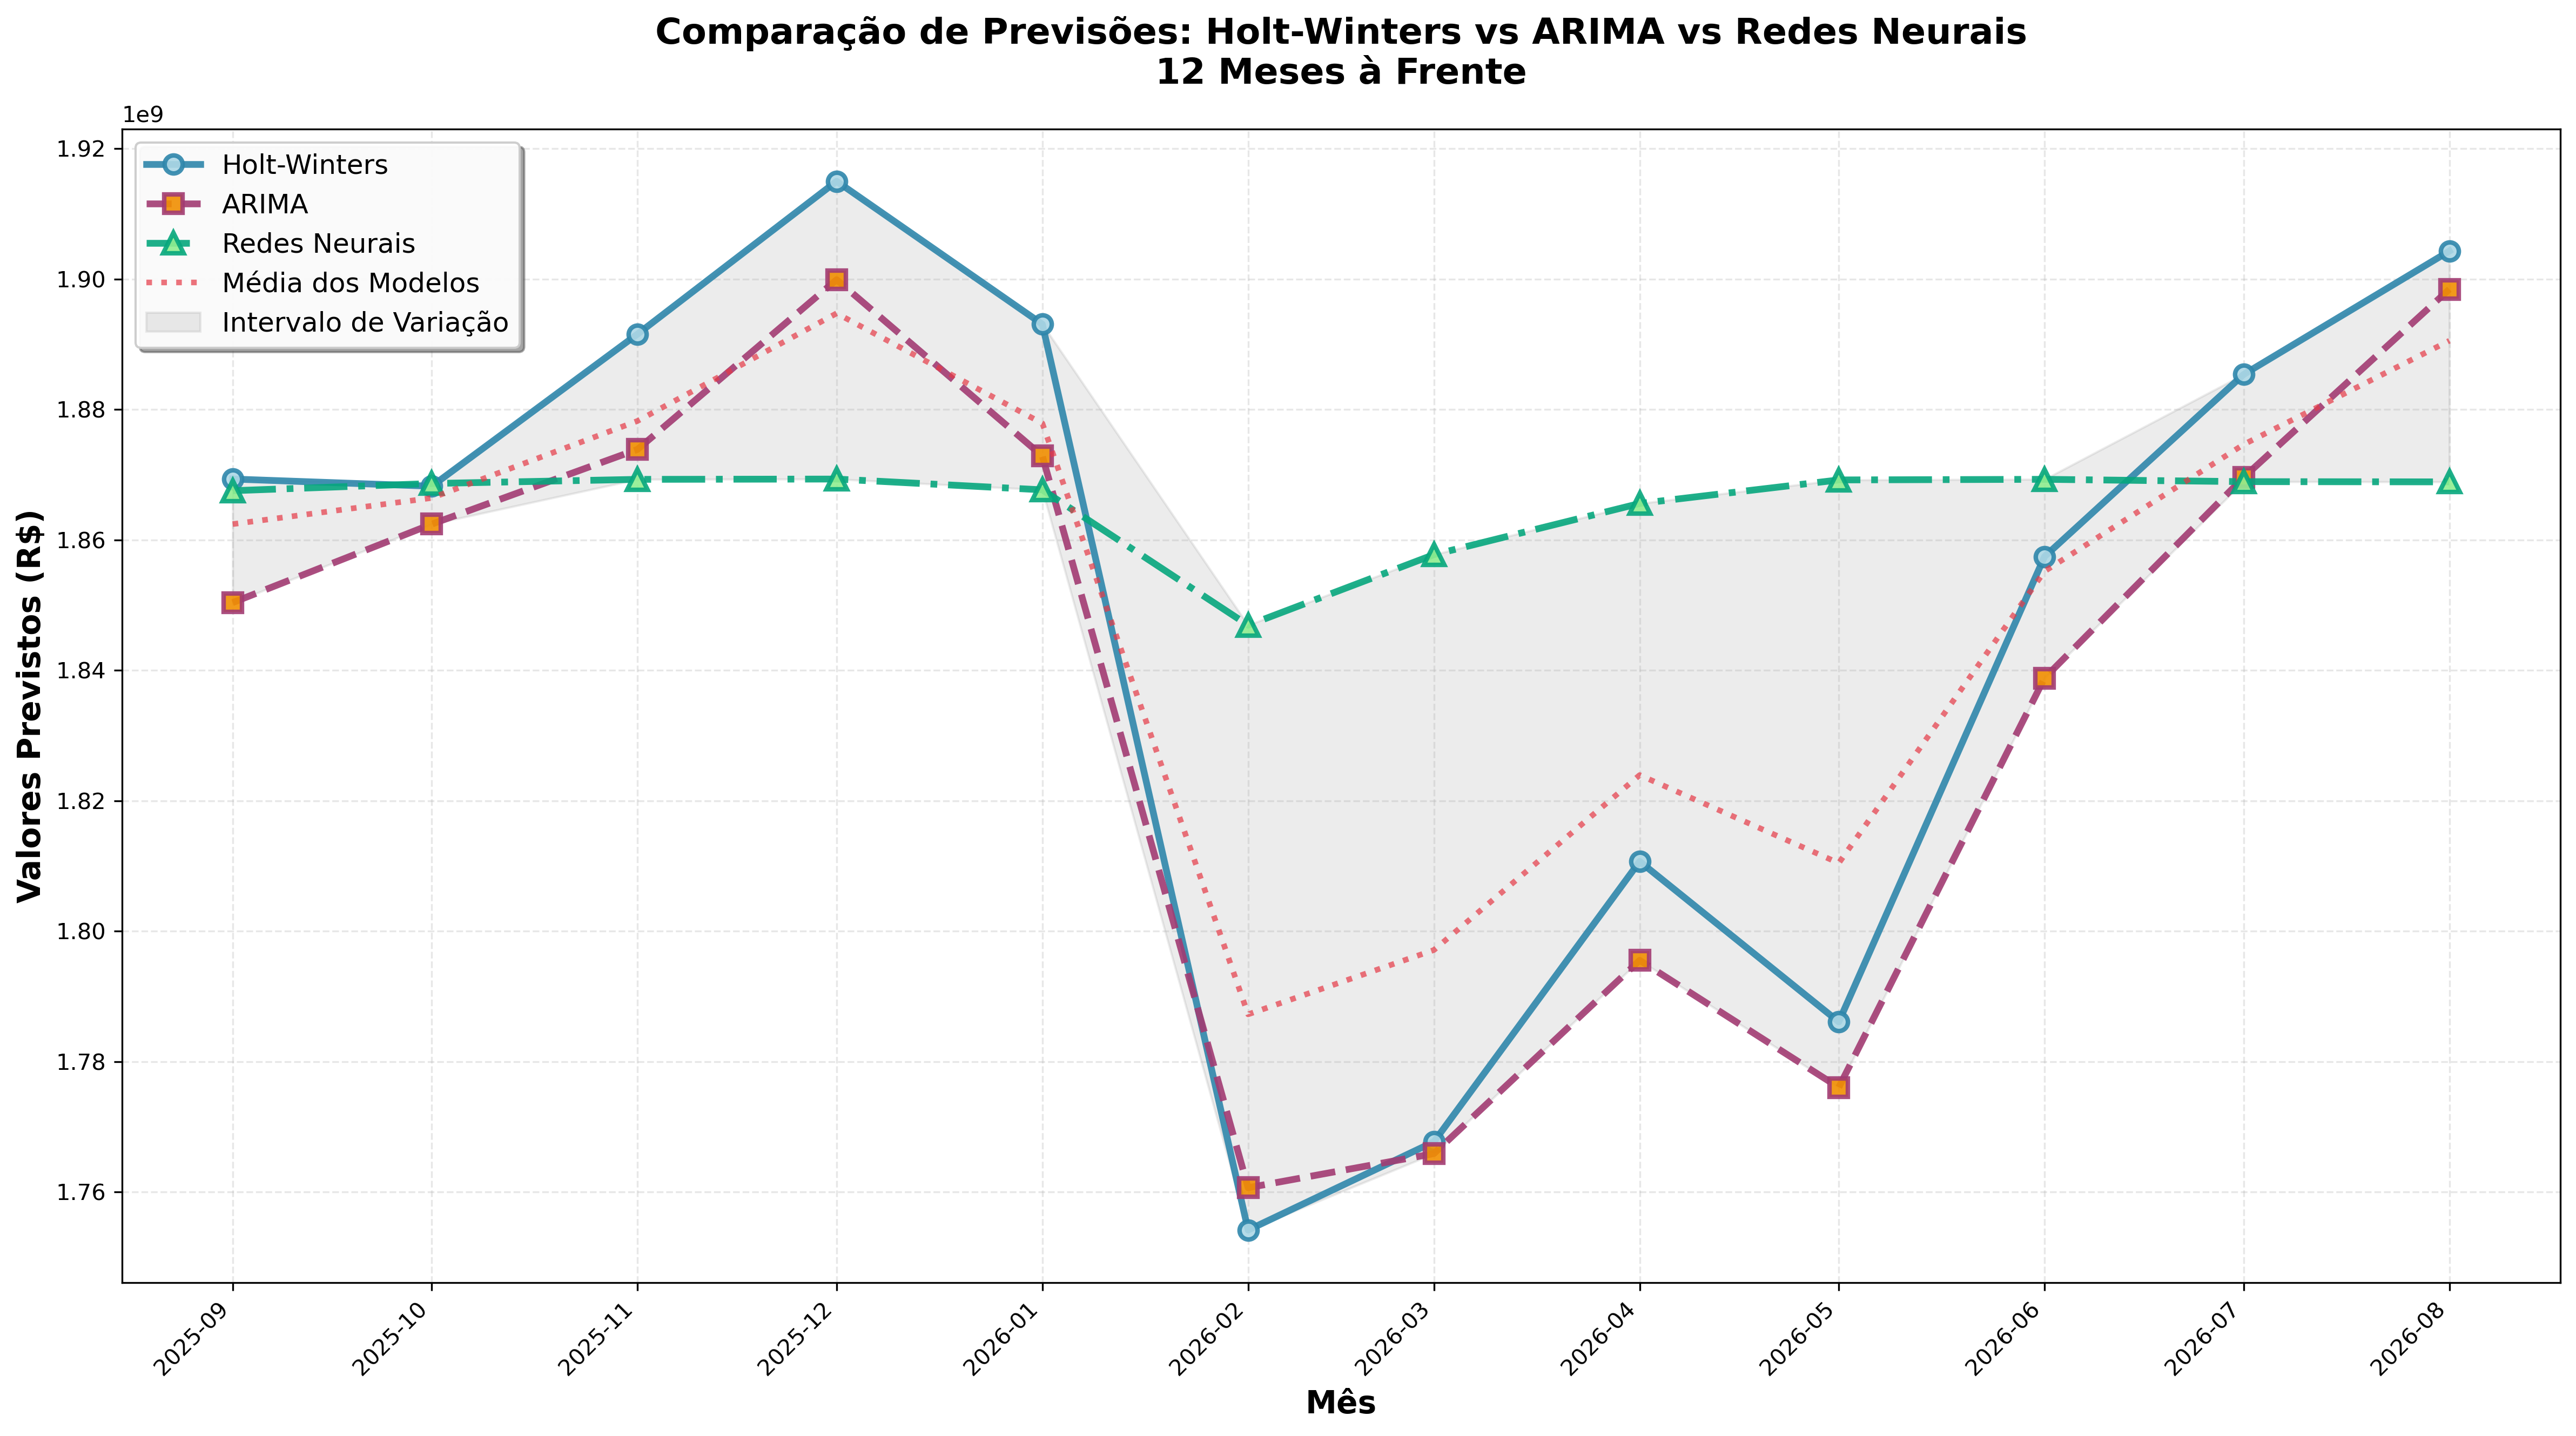 Comparação de Previsões: Holt-Winters vs ARIMA vs Redes Neurais
12 Meses à Frente
1e9
1.92
1.90
1.88
1.86
1.84
1.82
1.80
1.78
1.76
Valores Previstos (R$)
Holt-Winters
ARIMA
Redes Neurais
Média dos Modelos
Intervalo de Variação
2025-09
2025-10
2025-11
2025-12
2026-01
2026-02
2026-03
2026-04
2026-05
2026-06
2026-07
2026-08
Mês